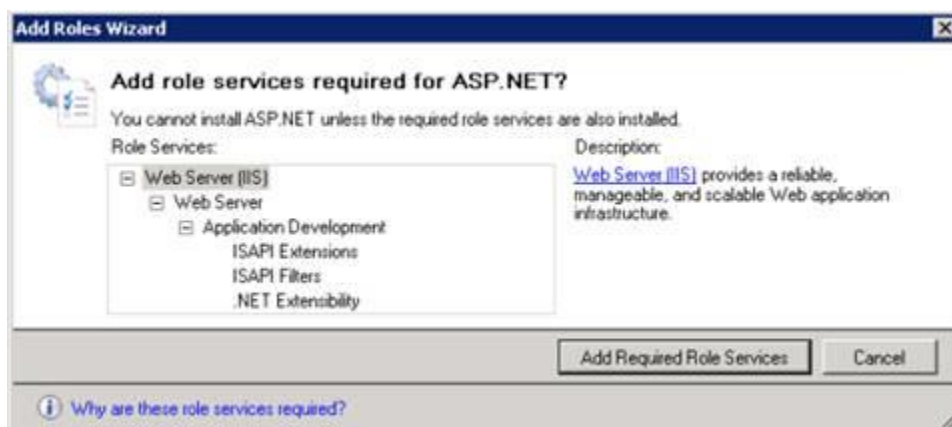 Add Roles Wizard
Add role services required for ASP.NET?
You cannot install ASP.NET unless the required role services are also installed.
Role Services:
Description:
Web Server (IIS)
Web Server
Application Development
ISAPI Extensions
ISAPI Filters
.NET Extensibility
Web Server (IIS) provides a reliable,
manageable, and scalable Web application
infrastructure.
Add Required Role Services
Cancel
Why are these role services required?